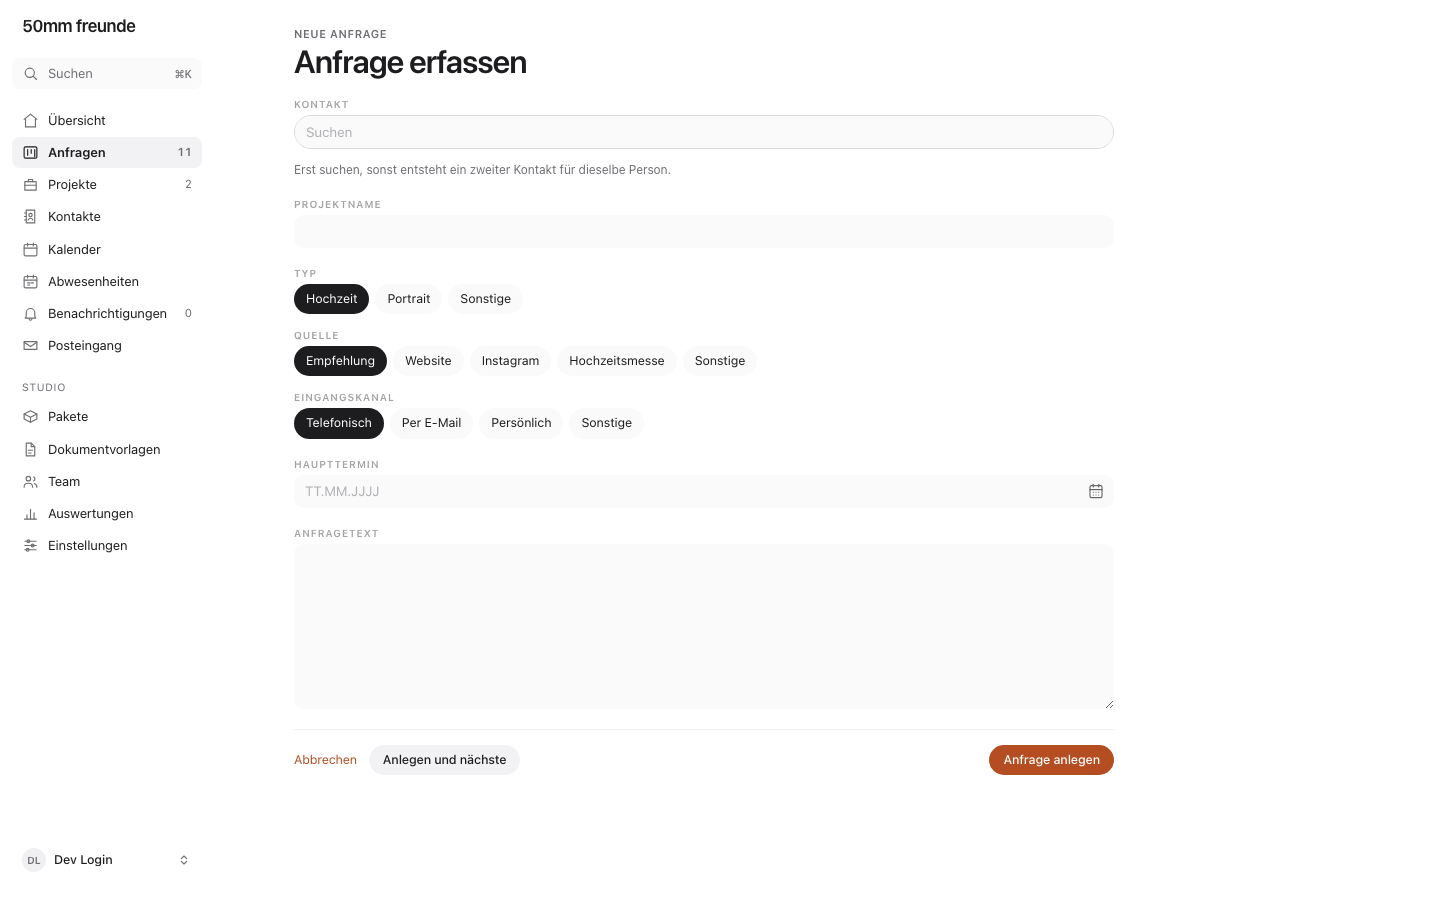 50mm freunde
Suchen ⌘K
Übersicht
Anfragen 11
Projekte 2
Kontakte
Kalender
Abwesenheiten
Benachrichtigungen 0
Posteingang
STUDIO
Pakete
Dokumentvorlagen
Team
Auswertungen
Einstellungen
DL Dev Login
NEUE ANFRAGE
Anfrage erfassen
KONTAKT
Suchen
Erst suchen, sonst entsteht ein zweiter Kontakt für dieselbe Person.
PROJEKTNAME
TYP
Hochzeit Portrait Sonstige
QUELLE
Empfehlung Website Instagram Hochzeitsmesse Sonstige
EINGANGSKANAL
Telefonisch Per E-Mail Persönlich Sonstige
HAUPTTERMIN
TT.MM.JJJJ
ANFRAGETEXT
Abbrechen Anlegen und nächste Anfrage anlegen